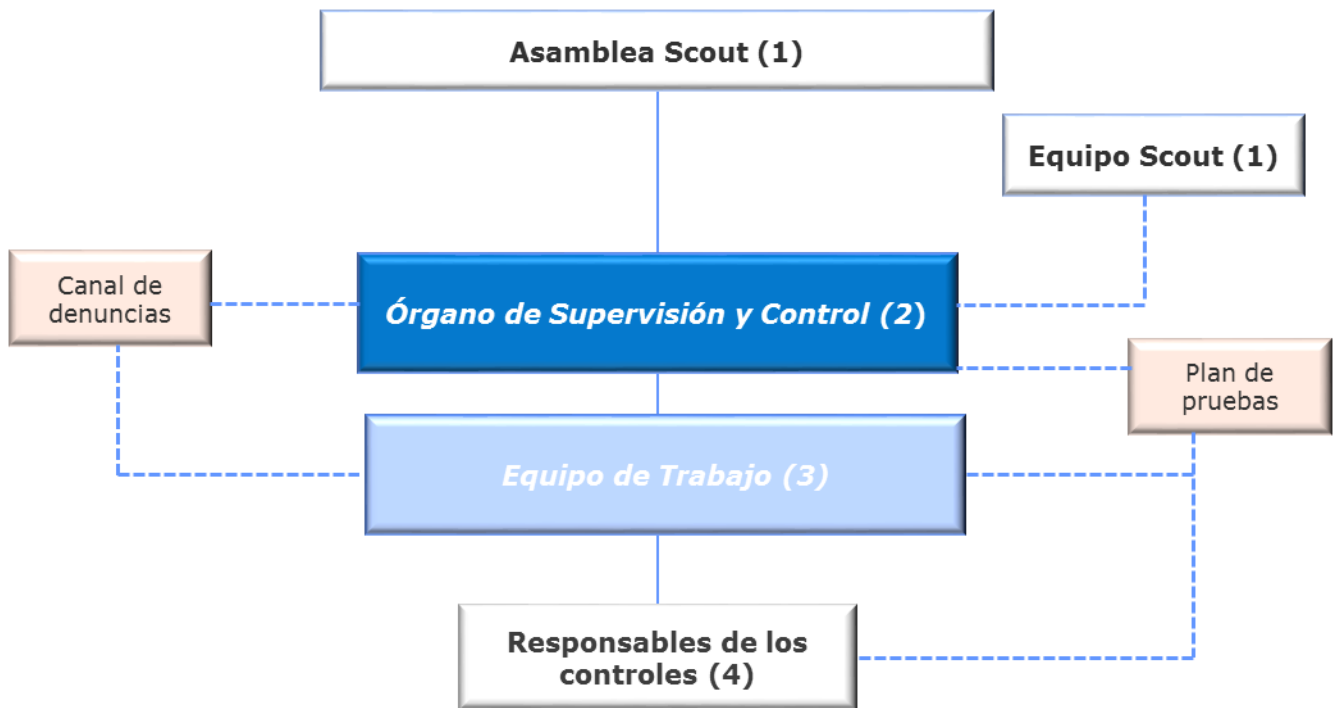 Asamblea Scout (1)
Equipo Scout (1)
Canal de
denuncias
Órgano de Supervisión y Control (2)
Plan de
pruebas
Equipo de Trabajo (3)
Responsables de los
controles (4)